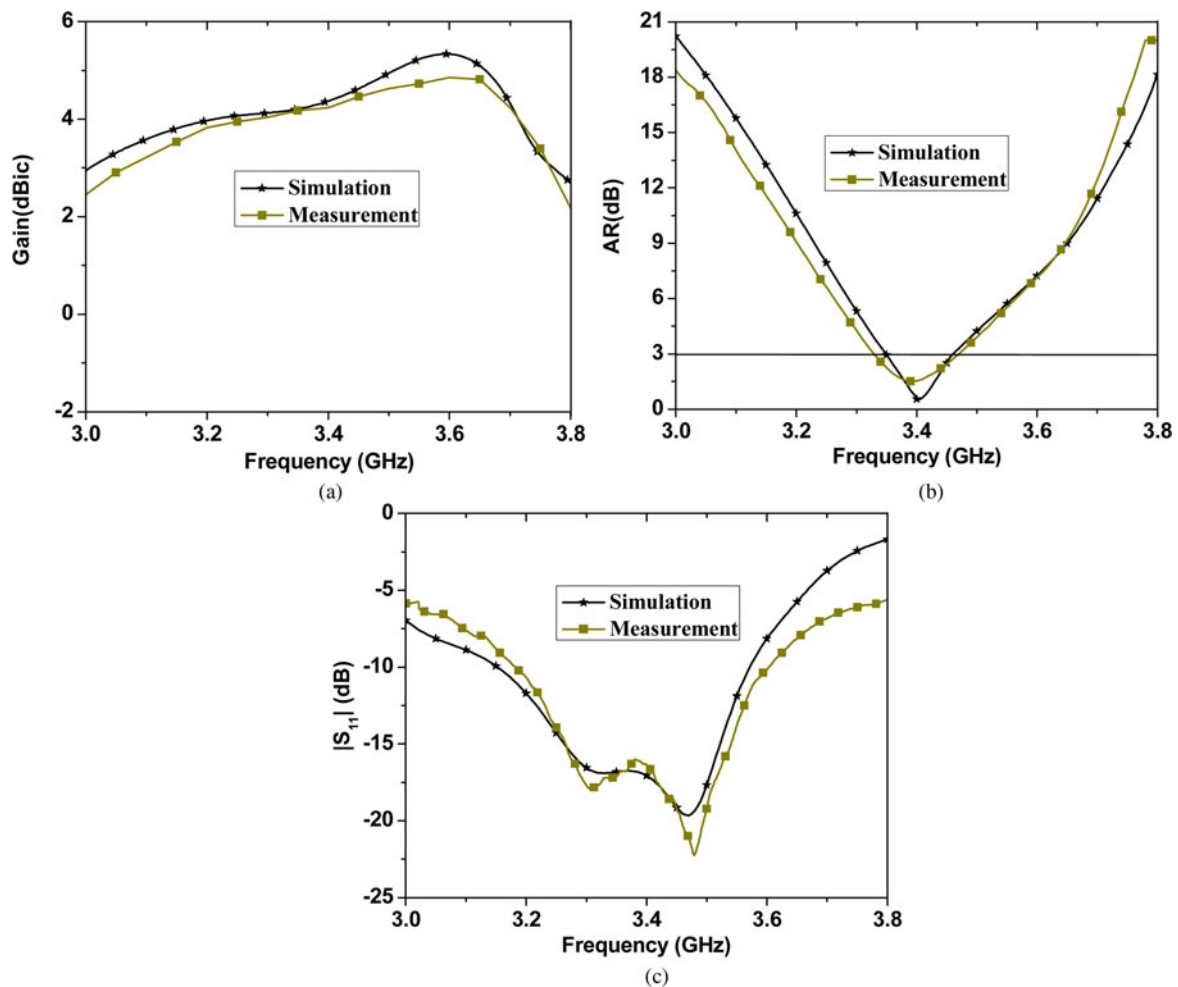 6
4
2
0
-2
Gain(dBic)
Simulation
Measurement
3.0 3.2 3.4 3.6 3.8
Frequency (GHz)
(a)
21
18
15
12
9
6
3
0
AR(dB)
Simulation
Measurement
3.0 3.2 3.4 3.6 3.8
Frequency (GHz)
(b)
0
-5
-10
-15
-20
-25
|S11| (dB)
Simulation
Measurement
3.0 3.2 3.4 3.6 3.8
Frequency (GHz)
(c)